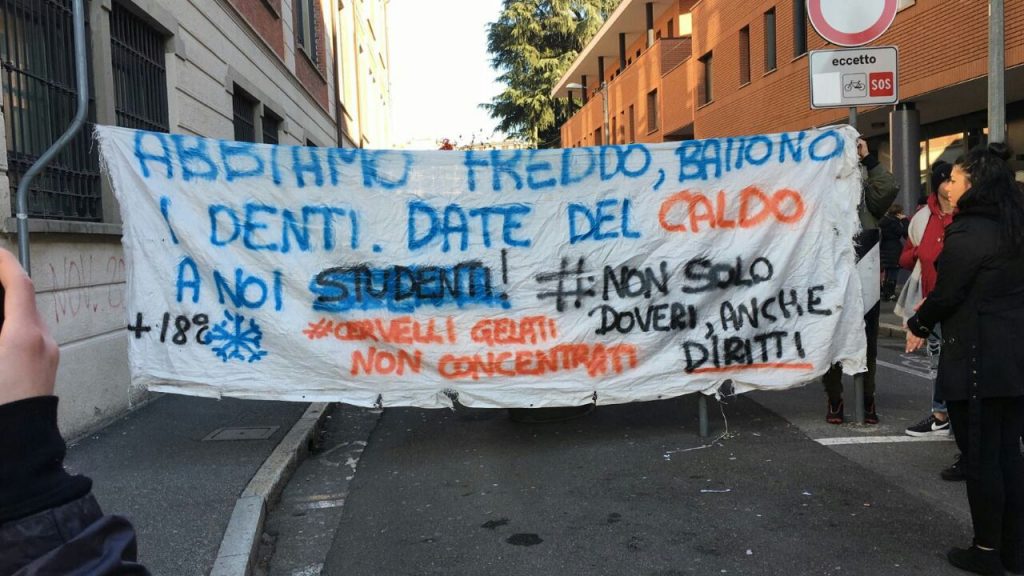 eccetto
SOS
ABBIAMO FREDDO, BATTONO
I DENTI. DATE DEL CALDO
A NOI STUDENTI!
#NON SOLO
DOVERI, ANCHE
DIRITTI
+18°
#CERVELLI GELATI
NON CONCENTRATI